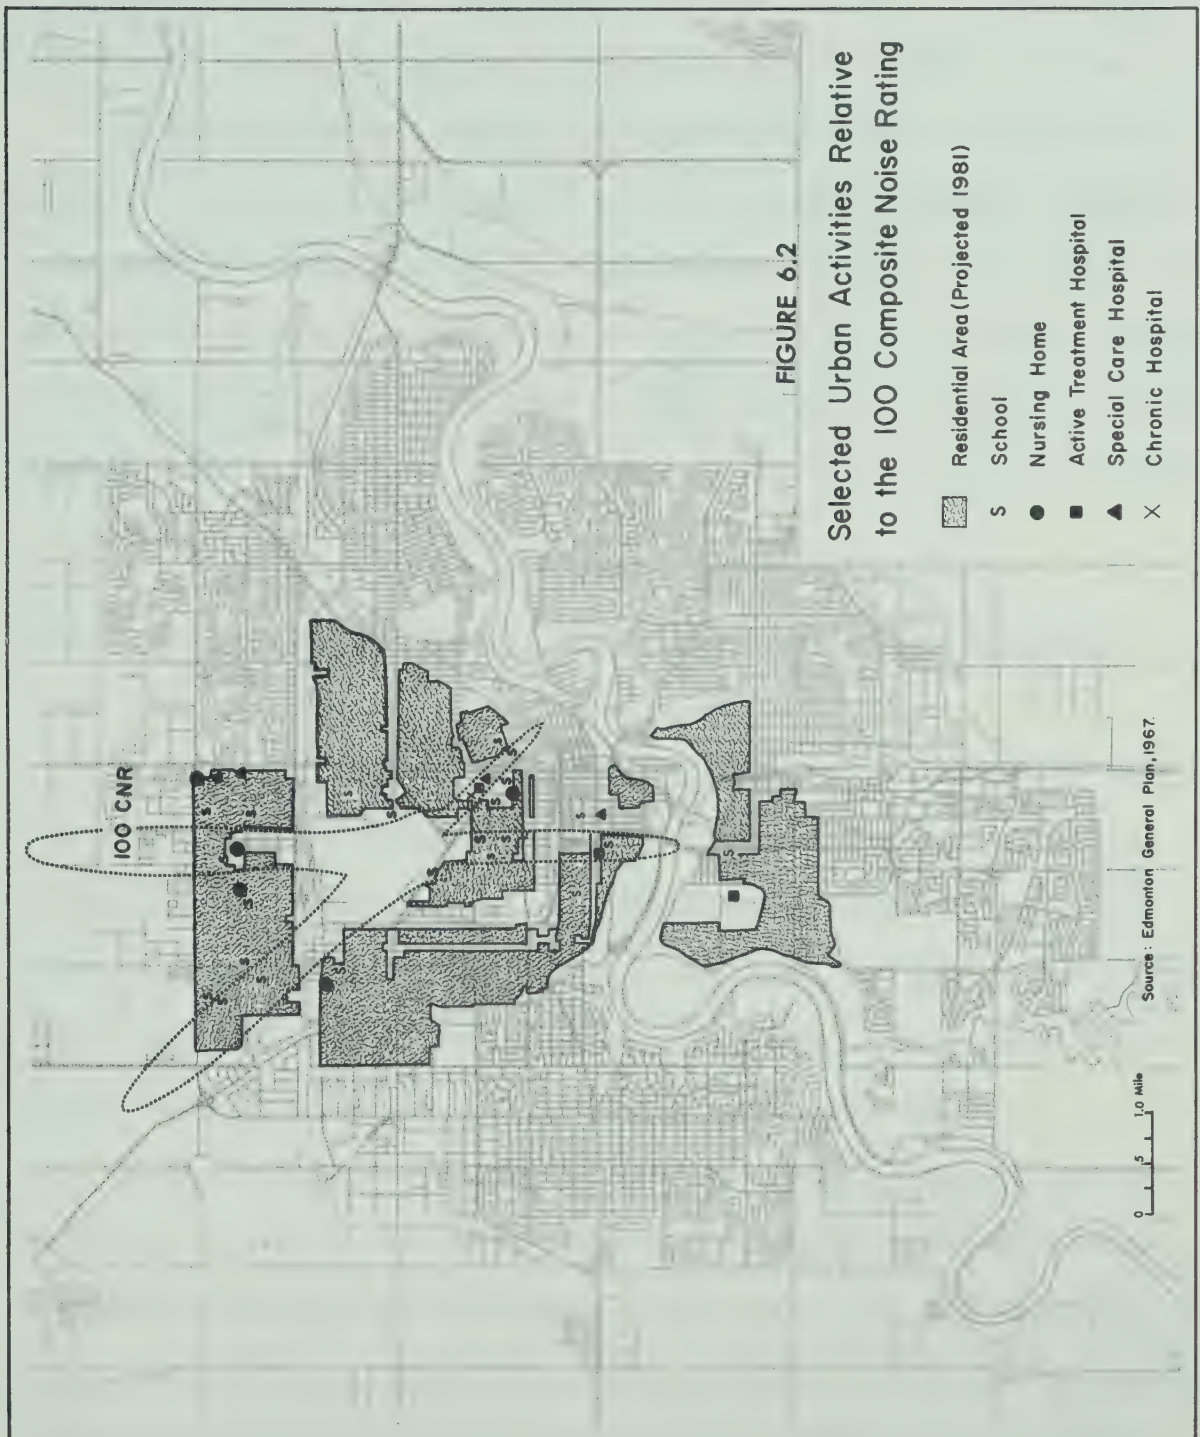 FIGURE 6.2
Selected Urban Activities Relative
to the 100 Composite Noise Rating
Residential Area (Projected 1981)
S School
Nursing Home
Active Treatment Hospital
Special Care Hospital
X Chronic Hospital
100 CNR
0 .5 1.0 Mile
Source: Edmonton General Plan, 1967.